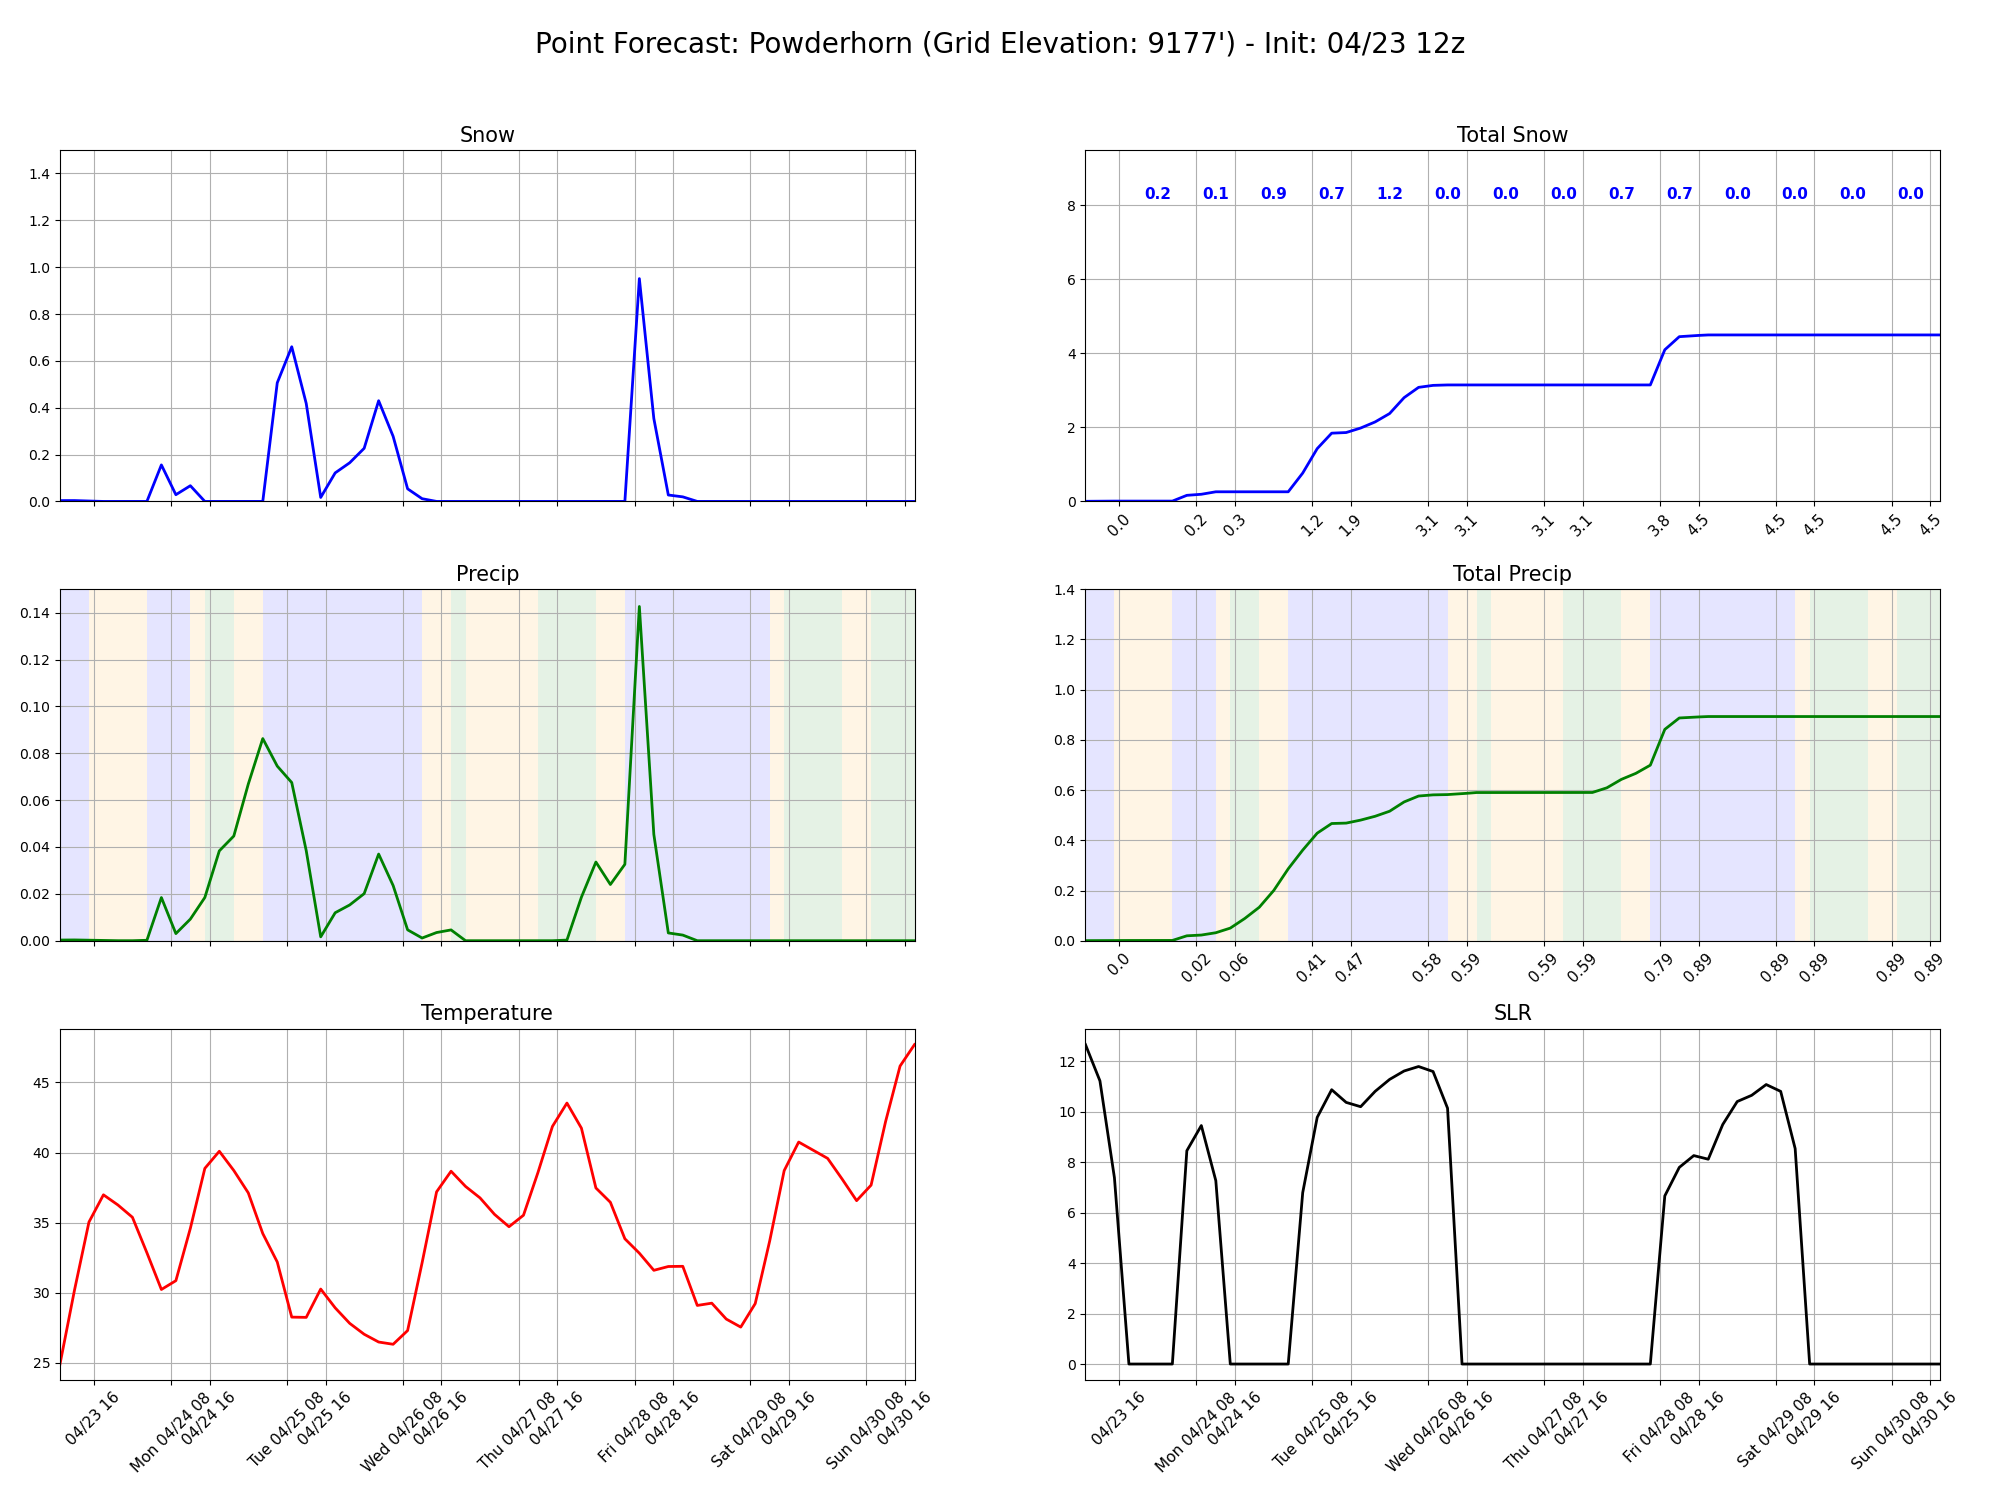 Point Forecast: Powderhorn (Grid Elevation: 9177') - Init: 04/23 12z
Snow
1.4
1.2
1.0
0.8
0.6
0.4
0.2
0.0
Total Snow
0.2 0.1 0.9 0.7 1.2 0.0 0.0 0.0 0.7 0.7 0.0 0.0 0.0 0.0
8
6
4
2
0
0.0 0.2 0.3 1.2 1.9 3.1 3.1 3.1 3.1 3.8 4.5 4.5 4.5 4.5 4.5
Precip
0.14
0.12
0.10
0.08
0.06
0.04
0.02
0.00
Total Precip
1.4
1.2
1.0
0.8
0.6
0.4
0.2
0.0
0.0 0.02 0.06 0.41 0.47 0.58 0.59 0.59 0.59 0.79 0.89 0.89 0.89 0.89 0.89
Temperature
45
40
35
30
25
04/23 16
Mon 04/24 08
04/24 16
Tue 04/25 08
04/25 16
Wed 04/26 08
04/26 16
Thu 04/27 08
04/27 16
Fri 04/28 08
04/28 16
Sat 04/29 08
04/29 16
Sun 04/30 08
04/30 16
SLR
12
10
8
6
4
2
0
04/23 16
Mon 04/24 08
04/24 16
Tue 04/25 08
04/25 16
Wed 04/26 08
04/26 16
Thu 04/27 08
04/27 16
Fri 04/28 08
04/28 16
Sat 04/29 08
04/29 16
Sun 04/30 08
04/30 16